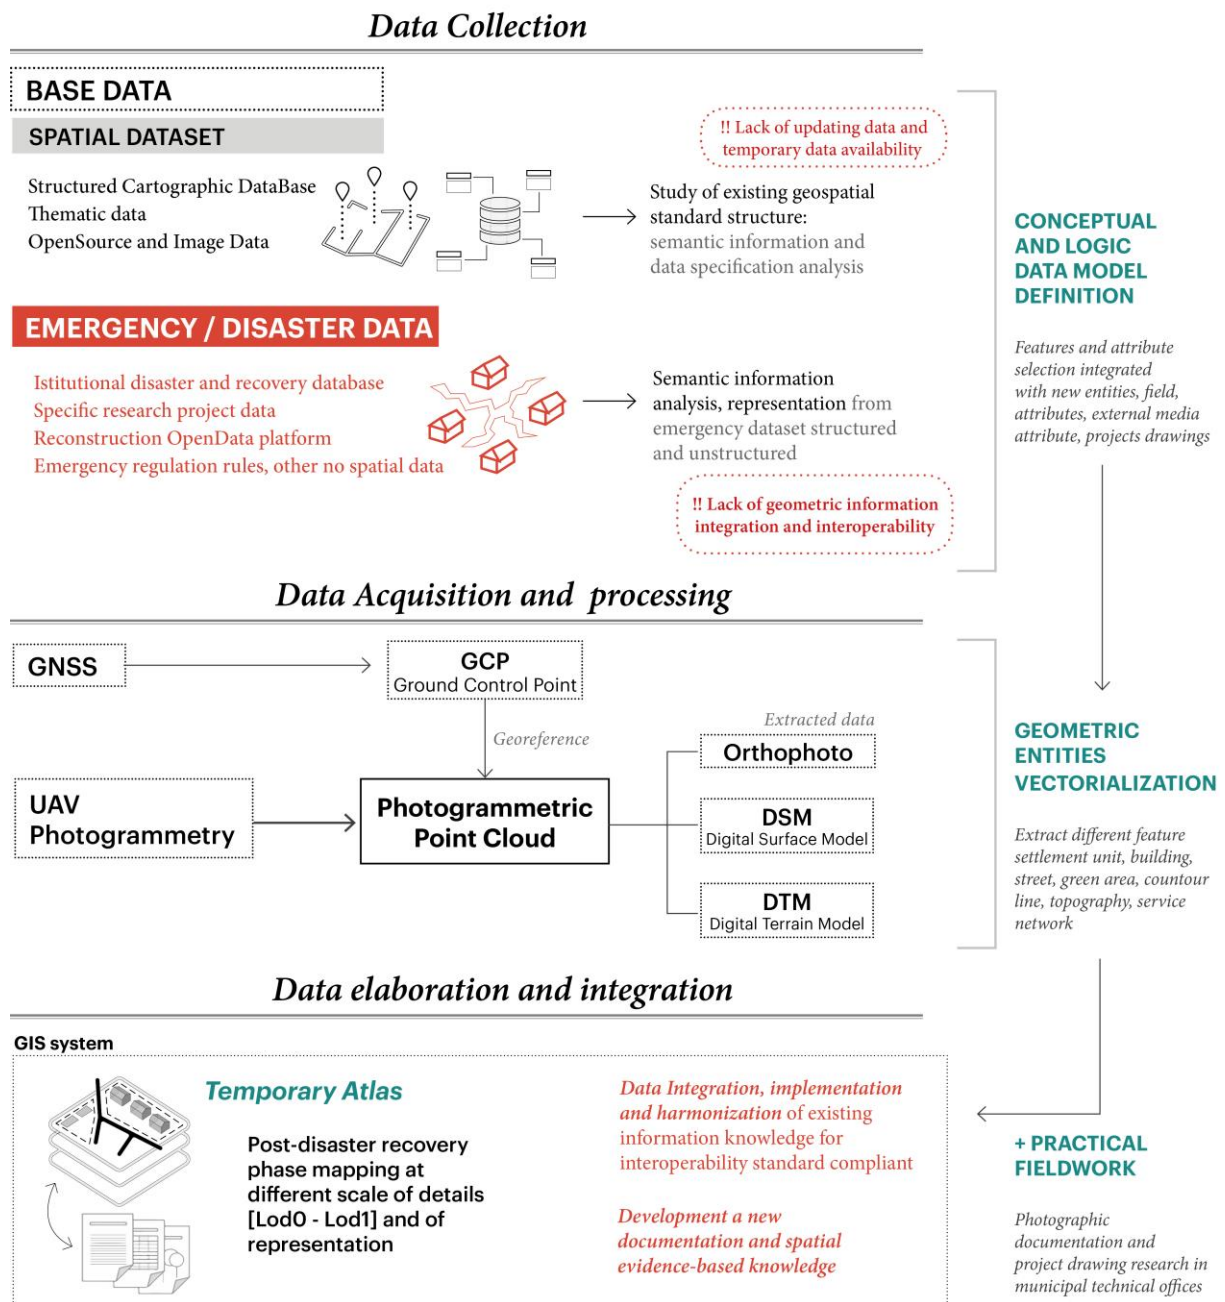 Data Collection
BASE DATA
SPATIAL DATASET
Structured Cartographic DataBase
Thematic data
OpenSource and Image Data
!! Lack of updating data and
temporary data availability
Study of existing geospatial
standard structure:
semantic information and
data specification analysis
EMERGENCY / DISASTER DATA
Istitutional disaster and recovery database
Specific research project data
Reconstruction OpenData platform
Emergency regulation rules, other no spatial data
Semantic information
analysis, representation from
emergency dataset structured
and unstructured
!! Lack of geometric information
integration and interoperability
CONCEPTUAL
AND LOGIC
DATA MODEL
DEFINITION
Features and attribute
selection integrated
with new entities, field,
attributes, external media
attribute, projects drawings
Data Acquisition and processing
GNSS
GCP
Ground Control Point
Georeference
UAV
Photogrammetry
Photogrammetric
Point Cloud
Extracted data
Orthophoto
DSM
Digital Surface Model
DTM
Digital Terrain Model
GEOMETRIC
ENTITIES
VECTORIALIZATION
Extract different feature
settlement unit, building,
street, green area, countour
line, topography, service
network
Data elaboration and integration
GIS system
Temporary Atlas
Post-disaster recovery
phase mapping at
different scale of details
[Lod0 - Lod1] and of
representation
Data Integration, implementation
and harmonization of existing
information knowledge for
interoperability standard compliant
Development a new
documentation and spatial
evidence-based knowledge
+ PRACTICAL
FIELDWORK
Photographic
documentation and
project drawing research in
municipal technical offices